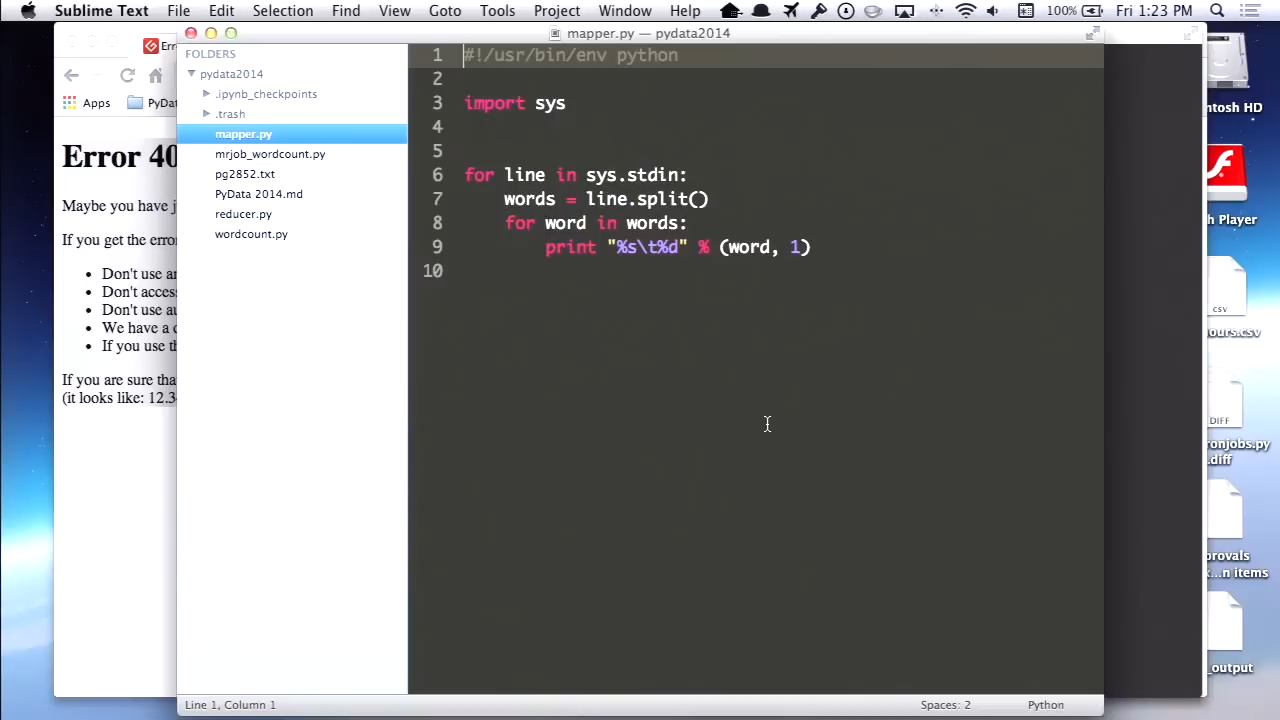 Sublime Text File Edit Selection Find View Goto Tools Project Window Help 100% Fri 1:23 PM
mapper.py — pydata2014
FOLDERS
pydata2014
.ipynb_checkpoints
.trash
mapper.py
mrjob_wordcount.py
pg2852.txt
PyData 2014.md
reducer.py
wordcount.py
1 #!/usr/bin/env python
2
3 import sys
4
5
6 for line in sys.stdin:
7 words = line.split()
8 for word in words:
9 print "%s\t%d" % (word, 1)
10
Line 1, Column 1 Spaces: 2 Python
Err
Apps PyDa
Error 40
Maybe you have j
If you get the error
• Don't use an
• Don't access
• Don't use au
• We have a d
• If you use th
If you are sure tha
(it looks like: 12.3
ntosh HD
h Player
csv
ours.csv
DIFF
ronjobs.py
.diff
provals
...n items
_output